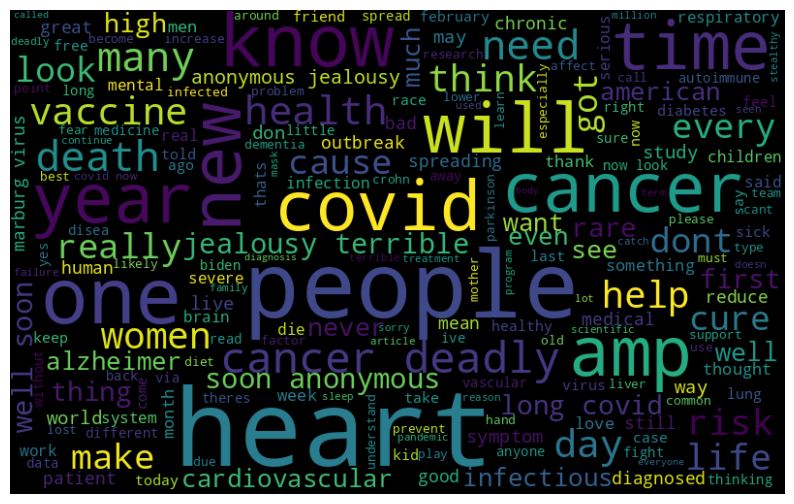 called
around
friend
spread
february
chronic
respiratory
million
deadly
great
men
become
increase
high
know
much
may
need
time
stealthy
look
free
many
anonymous jealousy
research
affect
serious
call
autoimmune
point
long
mental
infected
problem
think
got
american
seen
vaccine
health
race
lower
used
learn
especially
now
right
diabetes
feel
marburg virus
fear
medicine
real
don
little
bad
will
sure
every
continue
told
ago
dementia
outbreak
death
new
cause
spreading
thank
now look
study
children
best
covid now
thats
mask
infection
crohn
away
parkinson
year
covid
cancer
body
term
say
team
said
scant
please
disea
yes
really
jealousy terrible
even
want
rare
dont
sick
type
catch
must
doesn
human
likely
diagnosis
biden
terrible
treatment
last
see
something
first
failure
severe
family
mother
program
lot
one
people
help
medical
reduce
soon
live
brain
read
die
never
sorry
mean
healthy
scientific
support
cure
women
factor
article
ive
old
use
well
alzheimer
diet
cancer deadly
amp
well
thought
without
thing
back
come
via
soon anonymous
vascular
virus
liver
common
way
lung
theres
week
sleep
take
reason
long covid
love
still
risk
world
system
month
heart
understand
prevent
hand
symptom
case
work
lost
different
kid
play
pandemic
anyone
day
fight
life
data
make
due
good
infectious
diagnosed
everyone
patient
today
cardiovascular
thinking